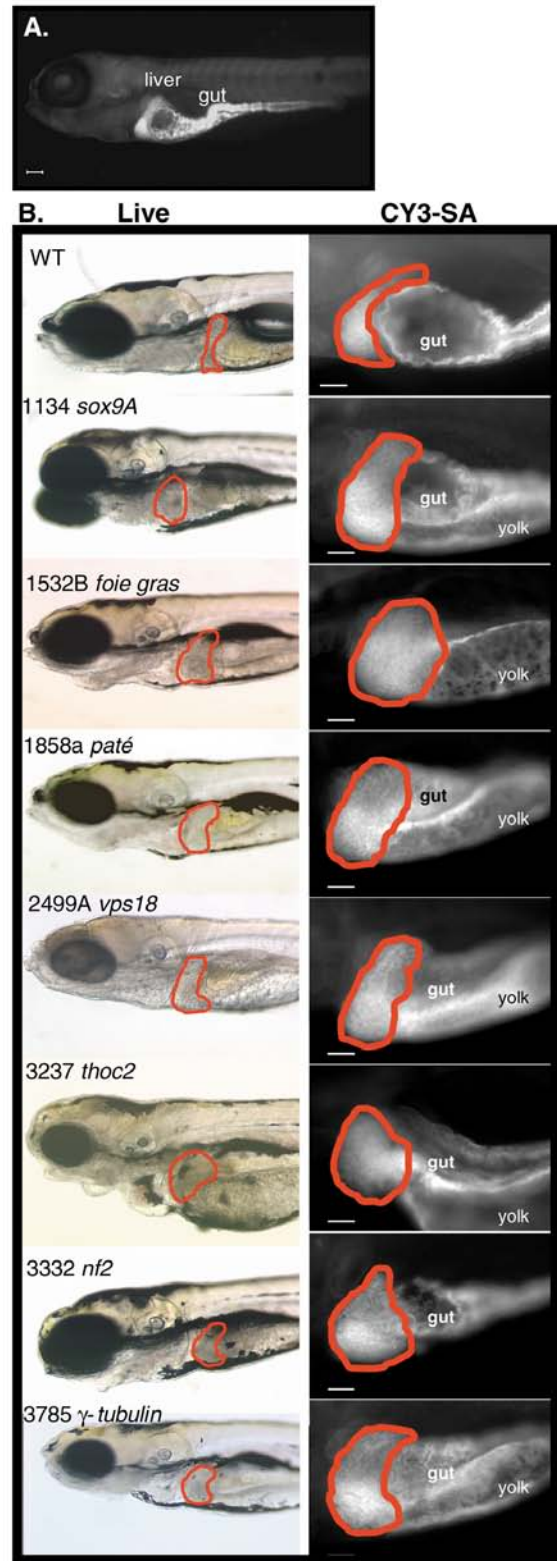 A.
liver
gut
B. Live CY3-SA
WT
gut
1134 sox9A
gut
yolk
1532B foie gras
yolk
1858a paté
gut
yolk
2499A vps18
gut
yolk
3237 thoc2
gut
yolk
3332 nf2
gut
3785 γ-tubulin
gut
yolk